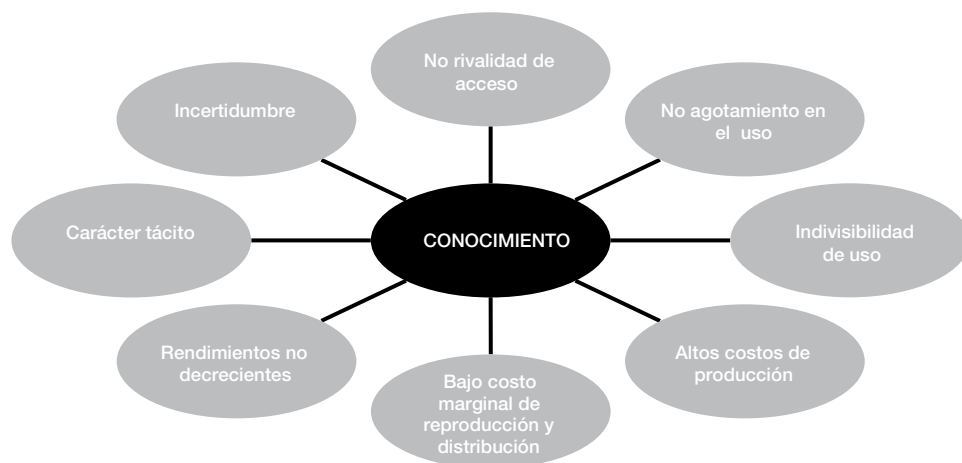 No rivalidad de
acceso
Incertidumbre
No agotamiento en
el uso
Carácter tácito
CONOCIMIENTO
Indivisibilidad
de uso
Rendimientos no
decrecientes
Altos costos de
producción
Bajo costo
marginal de
reproducción y
distribución